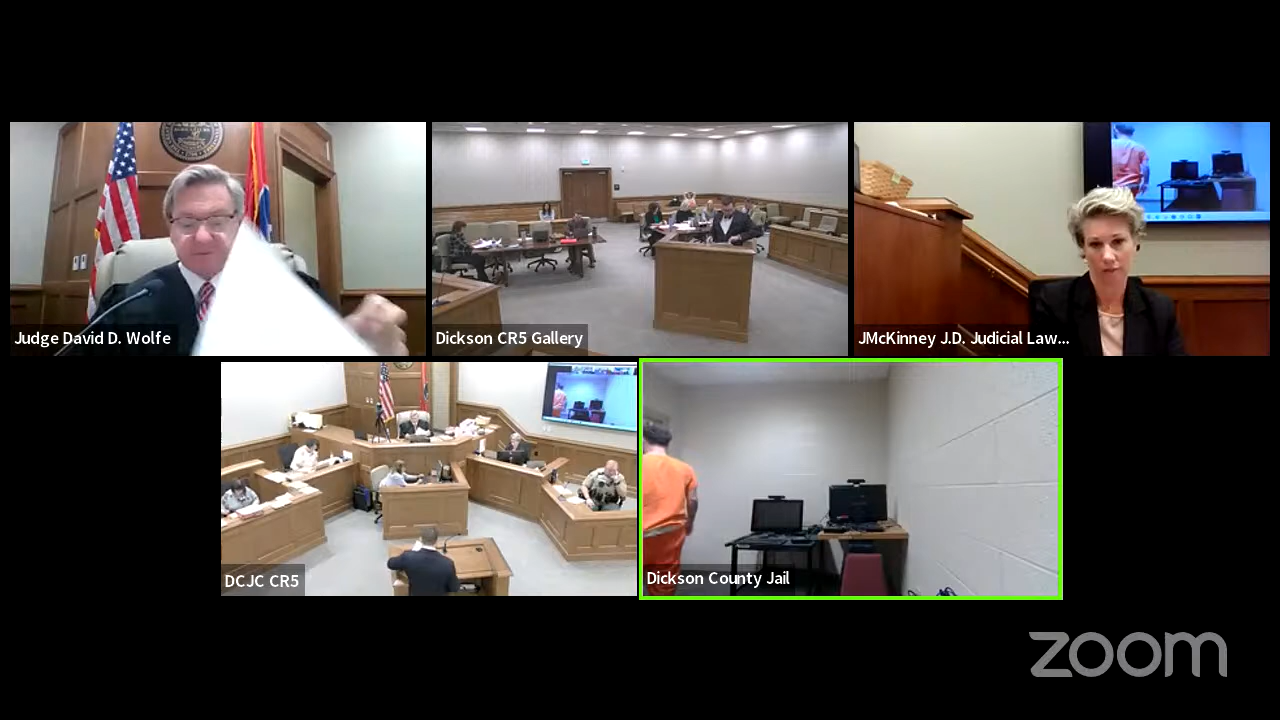 Judge David D. Wolfe
Dickson CR5 Gallery
JMcKinney J.D. Judicial Law...
DCJC CR5
Dickson County Jail
zoom